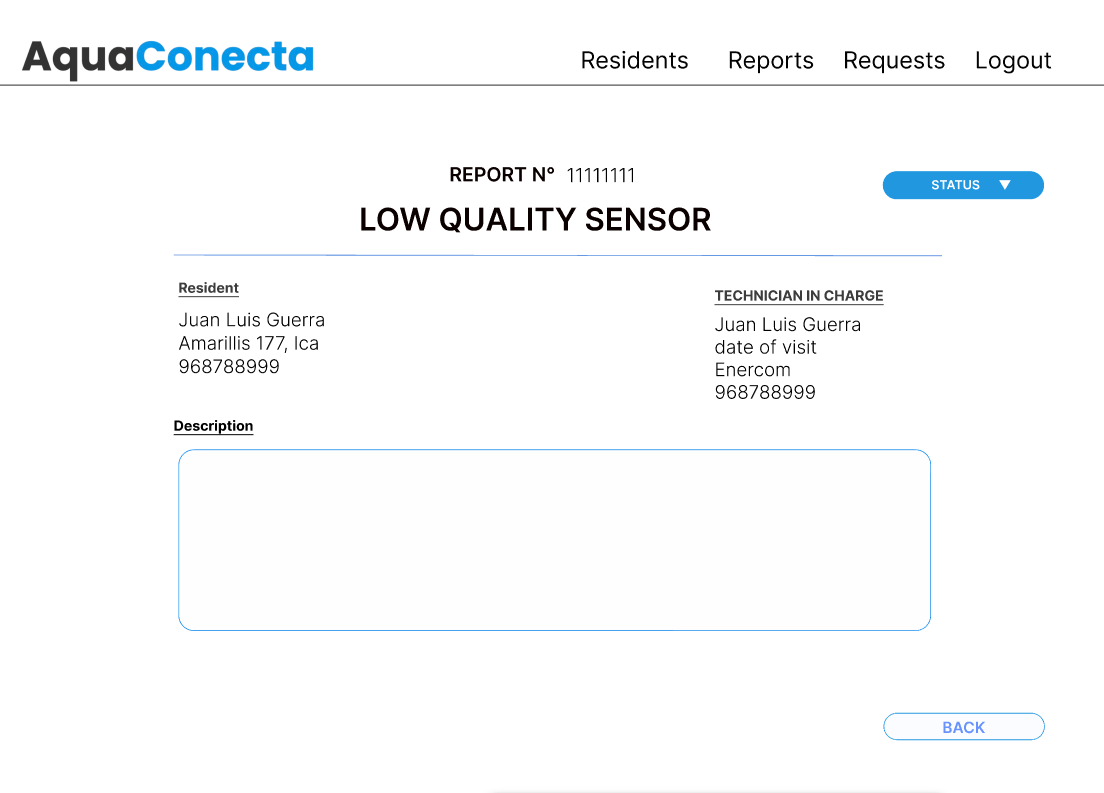 AquaConecta
Residents Reports Requests Logout
REPORT N° 11111111
STATUS ▼
LOW QUALITY SENSOR
Resident
Juan Luis Guerra
Amarillis 177, Ica
968788999
TECHNICIAN IN CHARGE
Juan Luis Guerra
date of visit
Enercom
968788999
Description
BACK